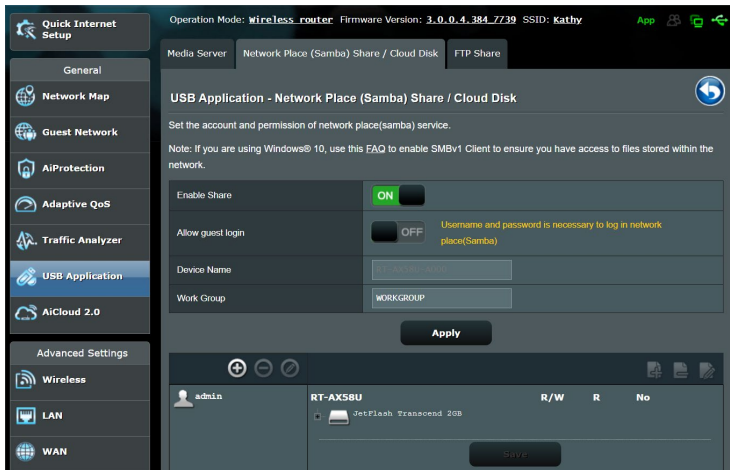 Quick Internet
Setup
Operation Mode: Wireless router Firmware Version: 3.0.0.4.384_7739 SSID: Kathy
App
Media Server
Network Place (Samba) Share / Cloud Disk
FTP Share
General
Network Map
Guest Network
AiProtection
Adaptive QoS
Traffic Analyzer
USB Application
AiCloud 2.0
Advanced Settings
Wireless
LAN
WAN
USB Application - Network Place (Samba) Share / Cloud Disk
Set the account and permission of network place(samba) service.
Note: If you are using Windows® 10, use this FAQ to enable SMBv1 Client to ensure you have access to files stored within the
network.
Enable Share
ON
Allow guest login
OFF
Username and password is necessary to log in network
place(Samba)
Device Name
Work Group
WORKGROUP
Apply
admin
RT-AX58U
R/W
R
No
JetFlash Transcend 2GB
Save